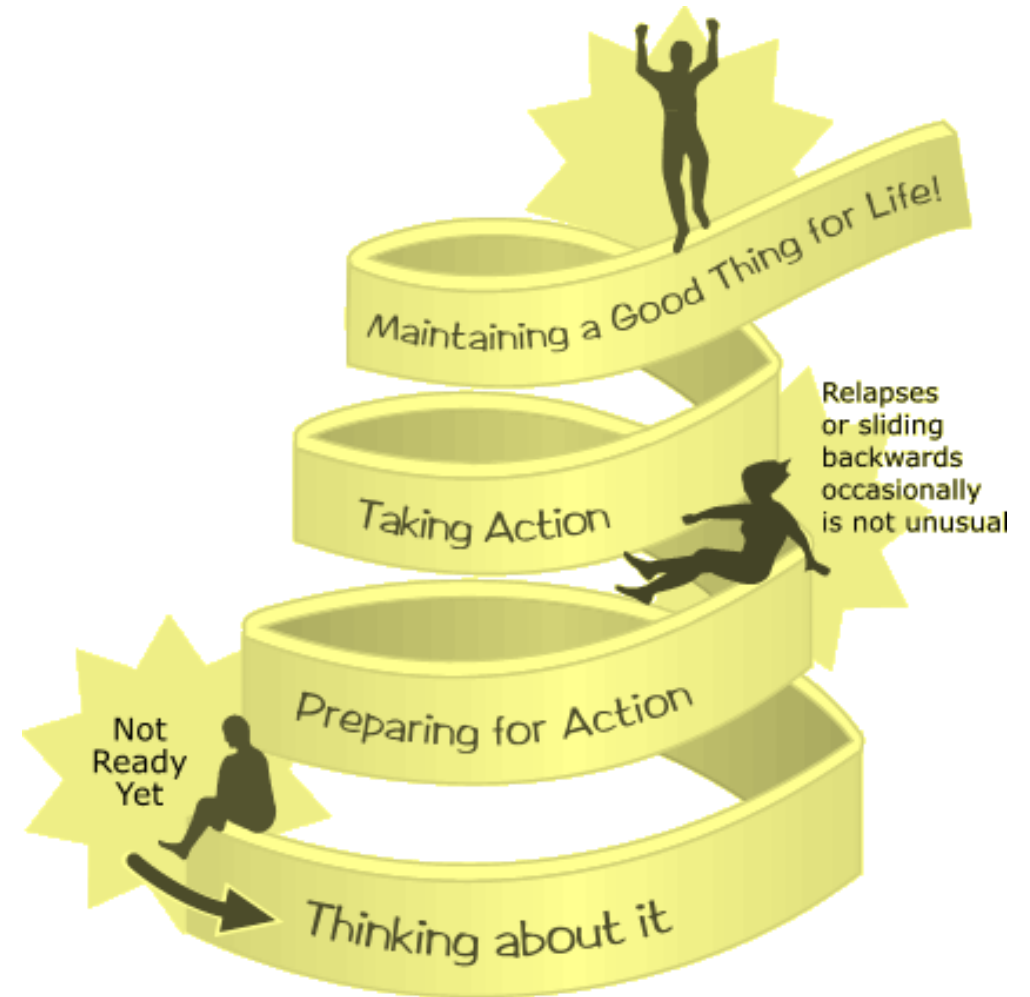 Maintaining a Good Thing for Life!
Relapses
or sliding
backwards
occasionally
is not unusual
Taking Action
Preparing for Action
Not
Ready
Yet
Thinking about it